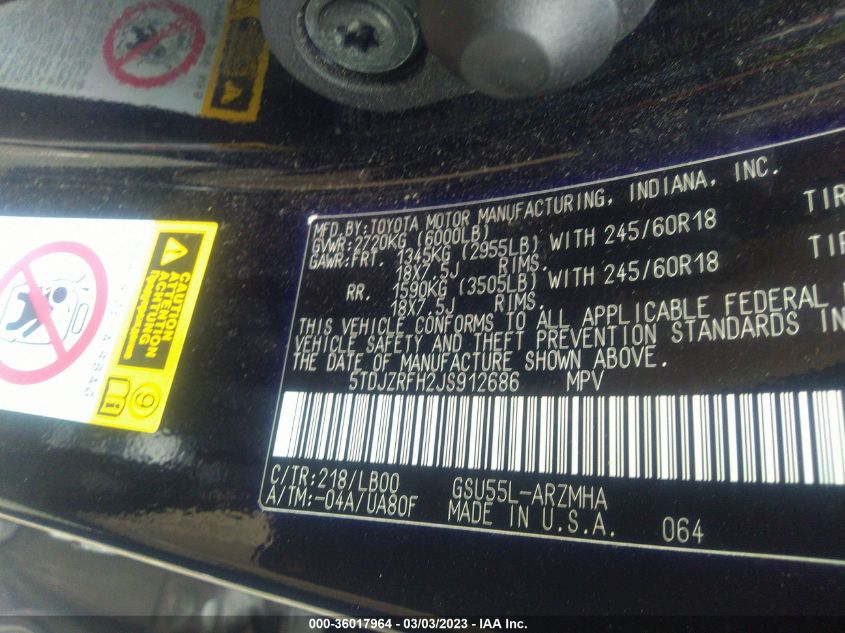 MFD.BY:TOYOTA MOTOR MANUFACTURING, INDIANA, INC.
GVWR:2720KG (6000LB)
GAWR:FRT. 1345KG (2955LB) WITH 245/60R18 TIR
18X7.5J RIMS.
RR. 1590KG (3505LB) WITH 245/60R18 TIR
18X7.5J RIMS.
THIS VEHICLE CONFORMS TO ALL APPLICABLE FEDERAL
VEHICLE SAFETY AND THEFT PREVENTION STANDARDS IN
THE DATE OF MANUFACTURE SHOWN ABOVE.
5TDJZRFH2JS912686 MPV
C/TR:218/LB00 GSU55L-ARZMHA
A/TM:-04A/UA80F MADE IN U.S.A. 064
CAUTION
ATTENTION
ACHTUNG
000-36017964 - 03/03/2023 - IAA Inc.